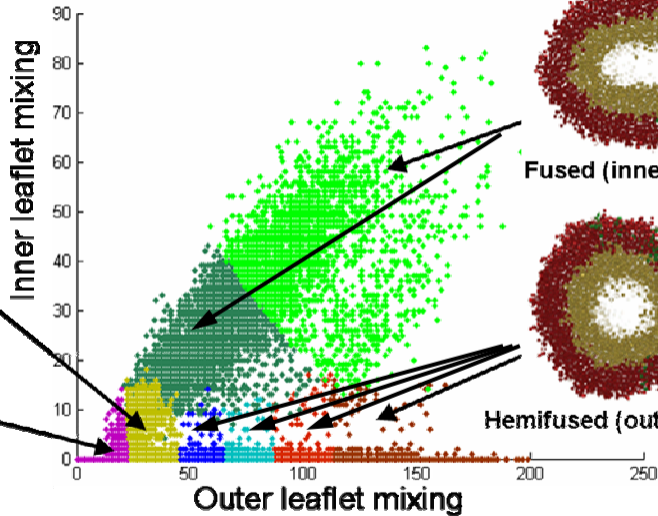 90
80
70
60
50
40
30
20
10
0
Inner leaflet mixing
0 50 100 150 200 250
Outer leaflet mixing
Fused (inne
Hemifused (out